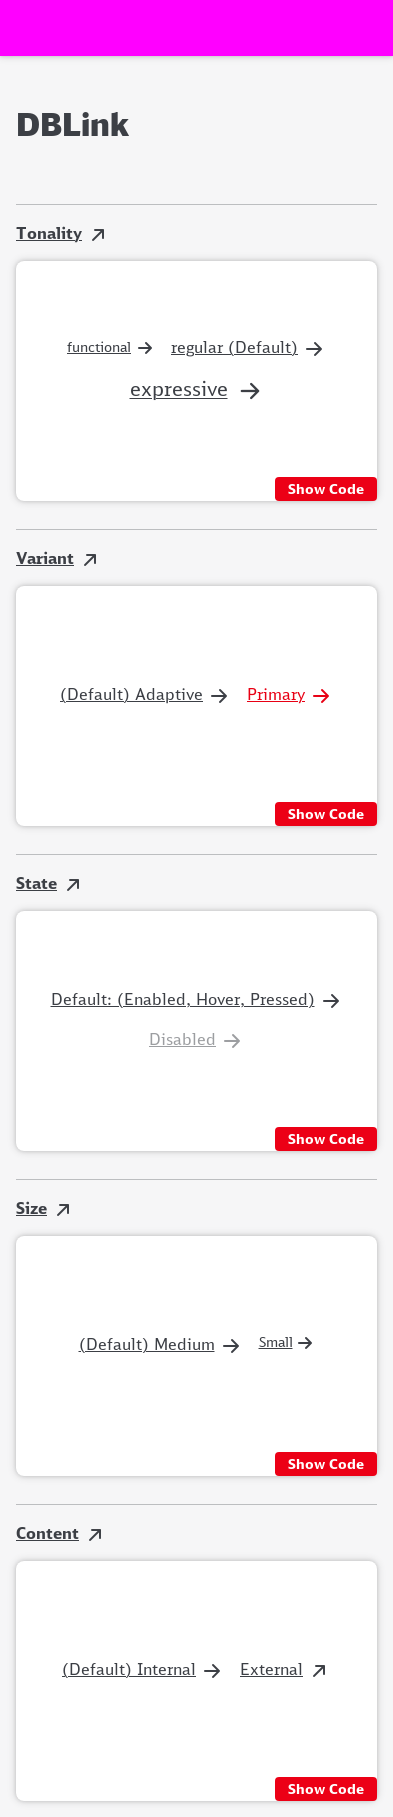 DBLink
Tonality
functional regular (Default)
expressive
Show Code
Variant
(Default) Adaptive Primary
Show Code
State
Default: (Enabled, Hover, Pressed)
Disabled
Show Code
Size
(Default) Medium Small
Show Code
Content
(Default) Internal External
Show Code